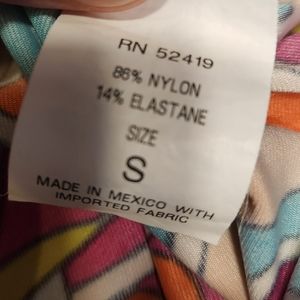 RN 52419
86% NYLON
14% ELASTANE
SIZE
S
MADE IN MEXICO WITH
IMPORTED FABRIC